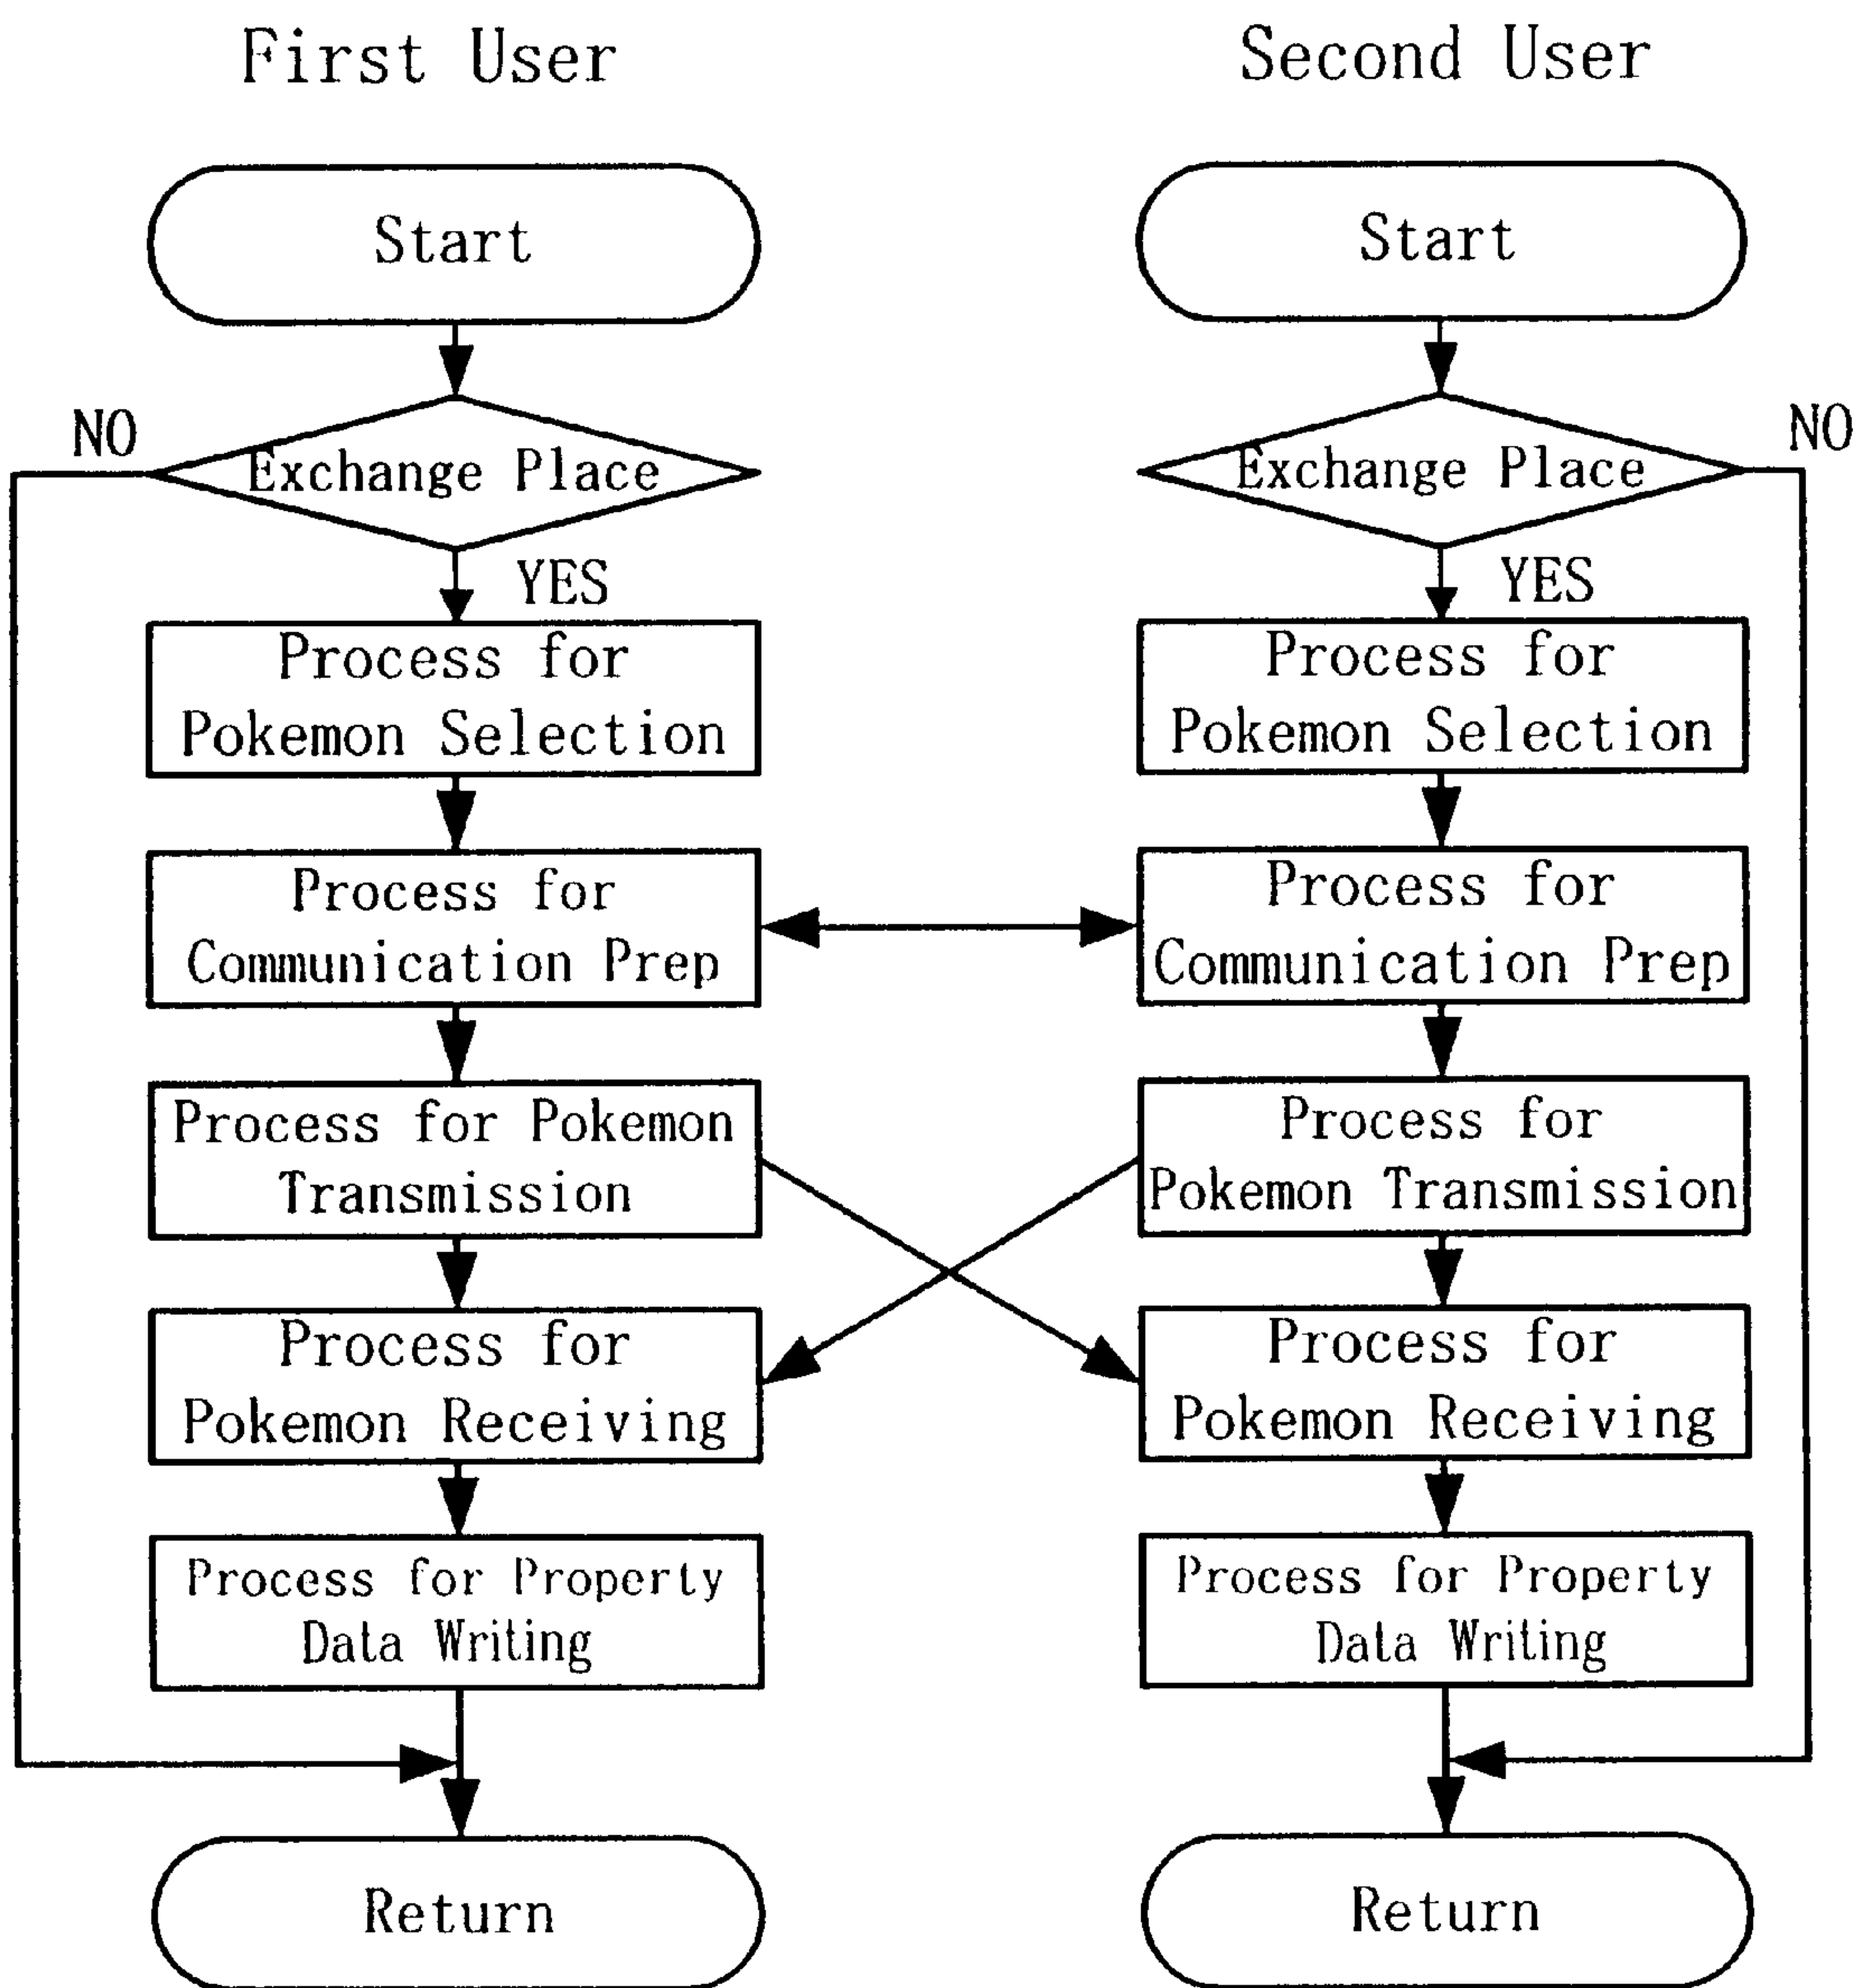 First User
Start
NO
Exchange Place
YES
Process for
Pokemon Selection
Process for
Communication Prep
Process for Pokemon
Transmission
Process for
Pokemon Receiving
Process for Property
Data Writing
Return
Second User
Start
NO
Exchange Place
YES
Process for
Pokemon Selection
Process for
Communication Prep
Process for
Pokemon Transmission
Process for
Pokemon Receiving
Process for Property
Data Writing
Return